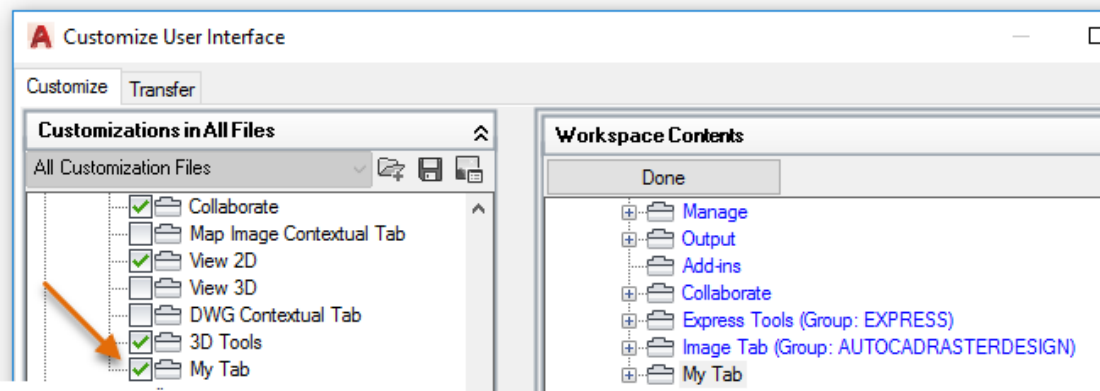 Customize User Interface
Customize Transfer
Customizations in All Files
All Customization Files
Collaborate
Map Image Contextual Tab
View 2D
View 3D
DWG Contextual Tab
3D Tools
My Tab
Workspace Contents
Done
Manage
Output
Add-ins
Collaborate
Express Tools (Group: EXPRESS)
Image Tab (Group: AUTOCADRASTERDESIGN)
My Tab